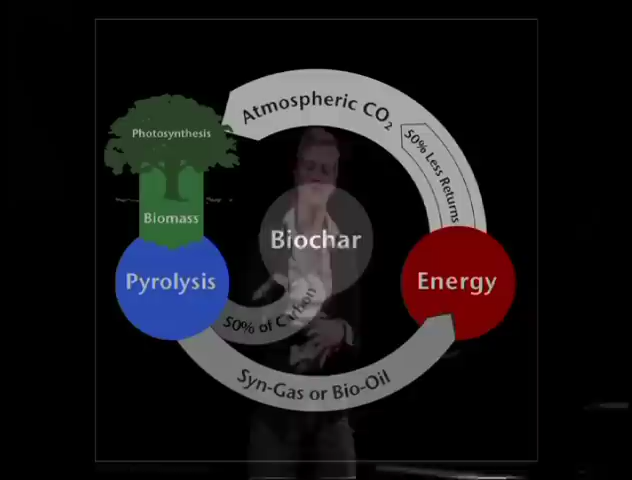 Atmospheric CO2
Photosynthesis
50% Less Returns
Biomass
Biochar
Pyrolysis
Energy
50% of Carbon
Syn-Gas or Bio-Oil